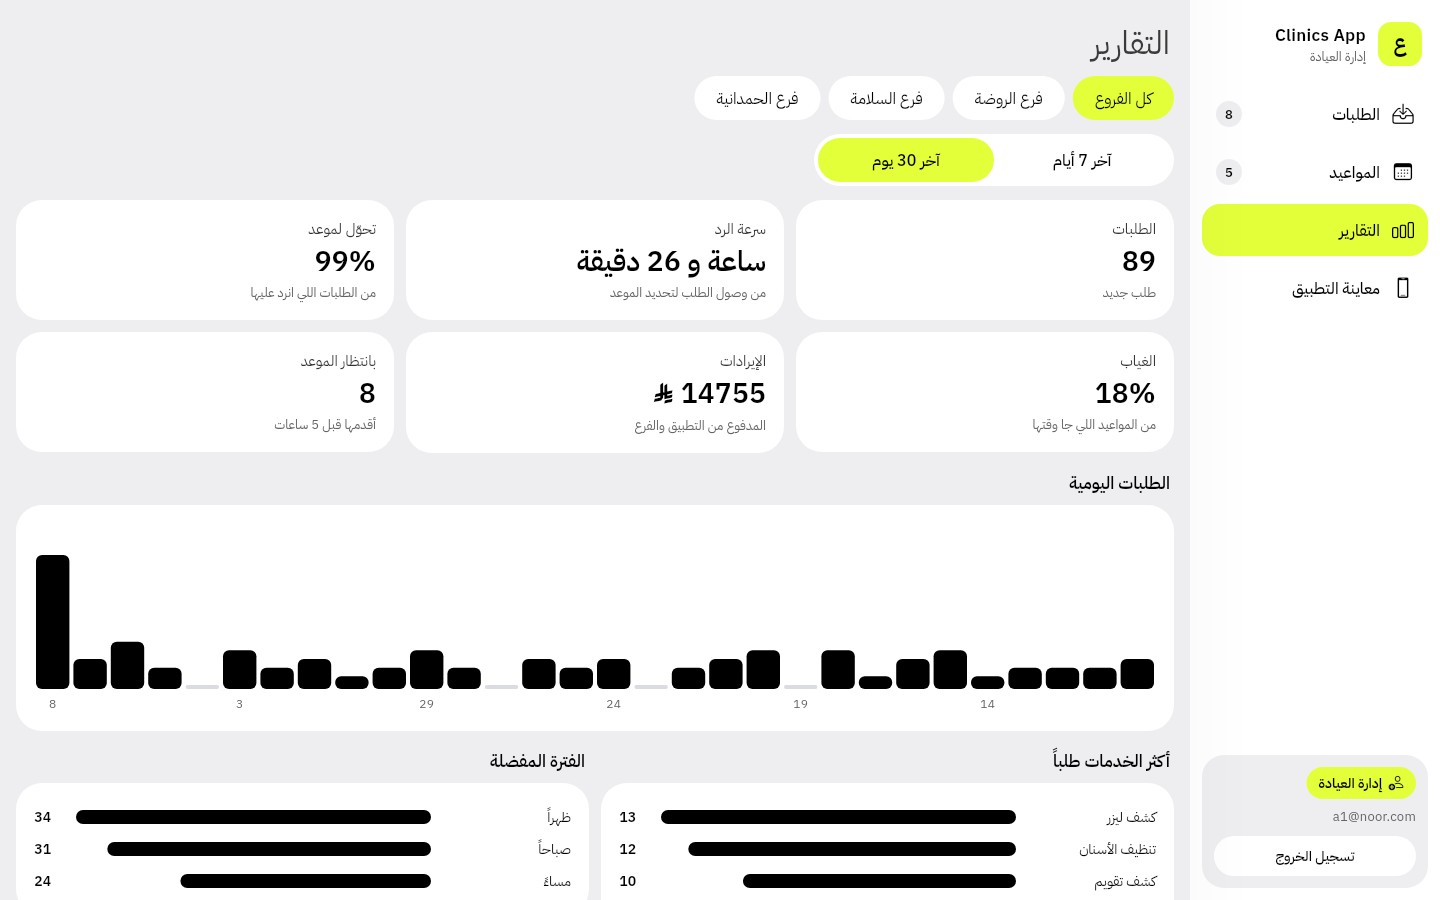 ع
Clinics App
إدارة العيادة
الطلبات
8
المواعيد
5
التقارير
معاينة التطبيق
إدارة العيادة
a1@noor.com
تسجيل الخروج
التقارير
كل الفروع
فرع الروضة
فرع السلامة
فرع الحمدانية
آخر 7 أيام
آخر 30 يوم
الطلبات
89
طلب جديد
سرعة الرد
ساعة و 26 دقيقة
من وصول الطلب لتحديد الموعد
تحوّل لموعد
99%
من الطلبات اللي انرد عليها
الغياب
18%
من المواعيد اللي جا وقتها
الإيرادات
14755 ⃁
المدفوع من التطبيق والفرع
بانتظار الموعد
8
أقدمها قبل 5 ساعات
الطلبات اليومية
14
19
24
29
3
8
أكثر الخدمات طلباً
كشف ليزر 13
تنظيف الأسنان 12
كشف تقويم 10
الفترة المفضلة
ظهراً 34
صباحاً 31
مساءً 24